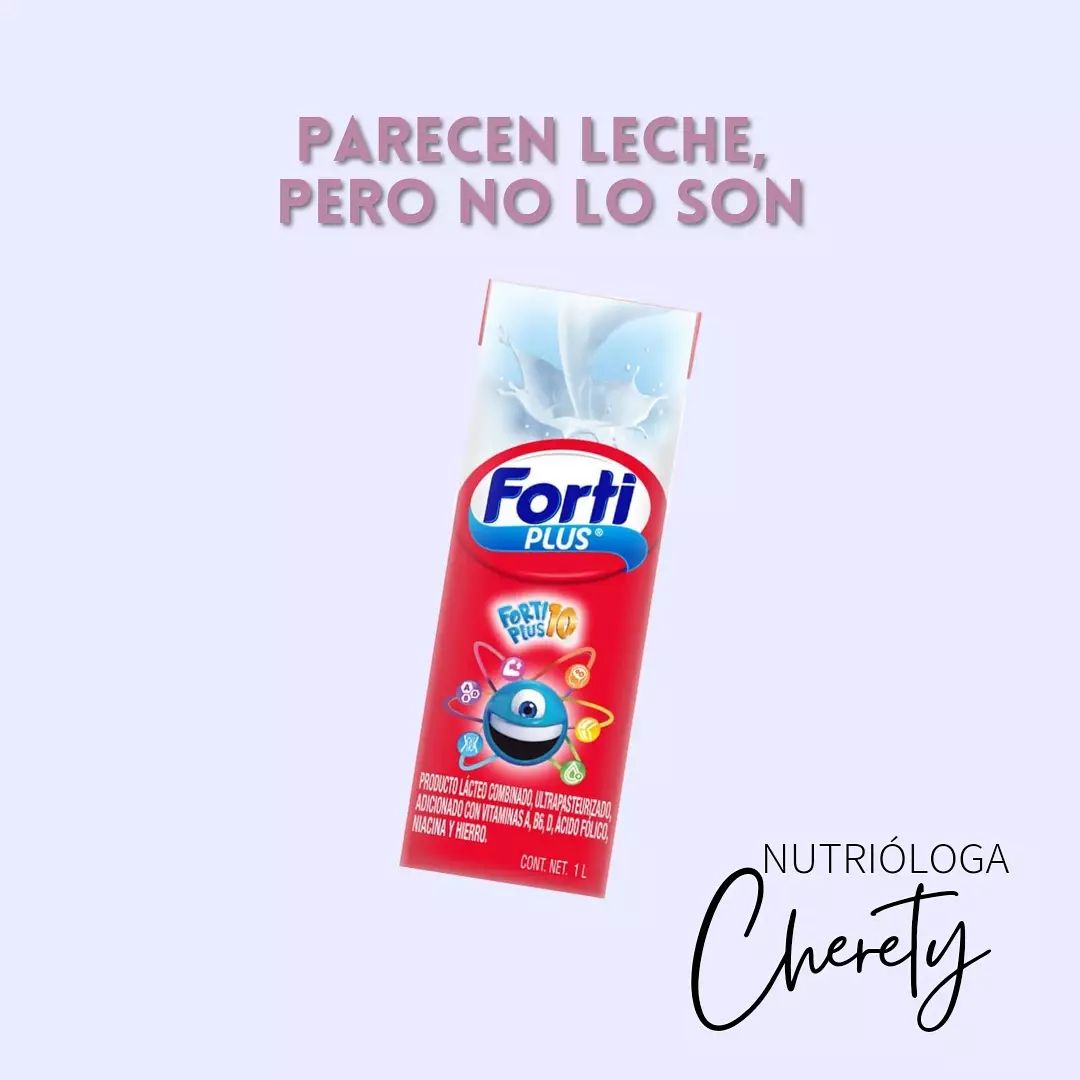 PARECEN LECHE,
PERO NO LO SON
Forti
PLUS®
FORTI
PLUS 10
A
D
PRODUCTO LÁCTEO COMBINADO, ULTRAPASTEURIZADO,
ADICIONADO CON VITAMINAS A, B6, D, ÁCIDO FÓLICO,
NIACINA Y HIERRO.
CONT. NET. 1 L
NUTRIÓLOGA
Cherety